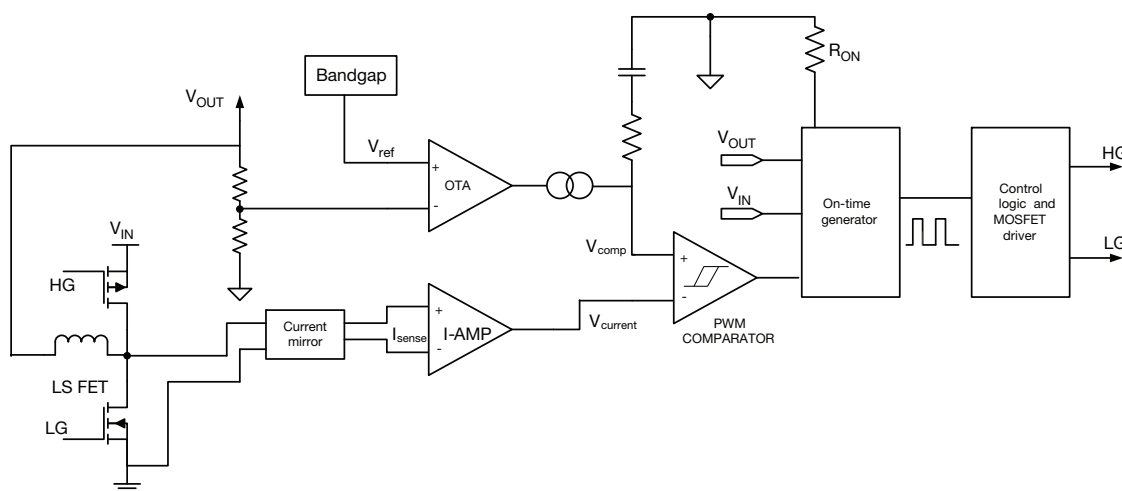 Bandgap
V_OUT
V_ref
+
OTA
-
R_ON
V_OUT
V_IN
On-time
generator
Control
logic and
MOSFET
driver
HG
LG
V_IN
HG
LS FET
LG
Current
mirror
I_sense
+
I-AMP
-
V_comp
V_current
+
-
PWM
COMPARATOR